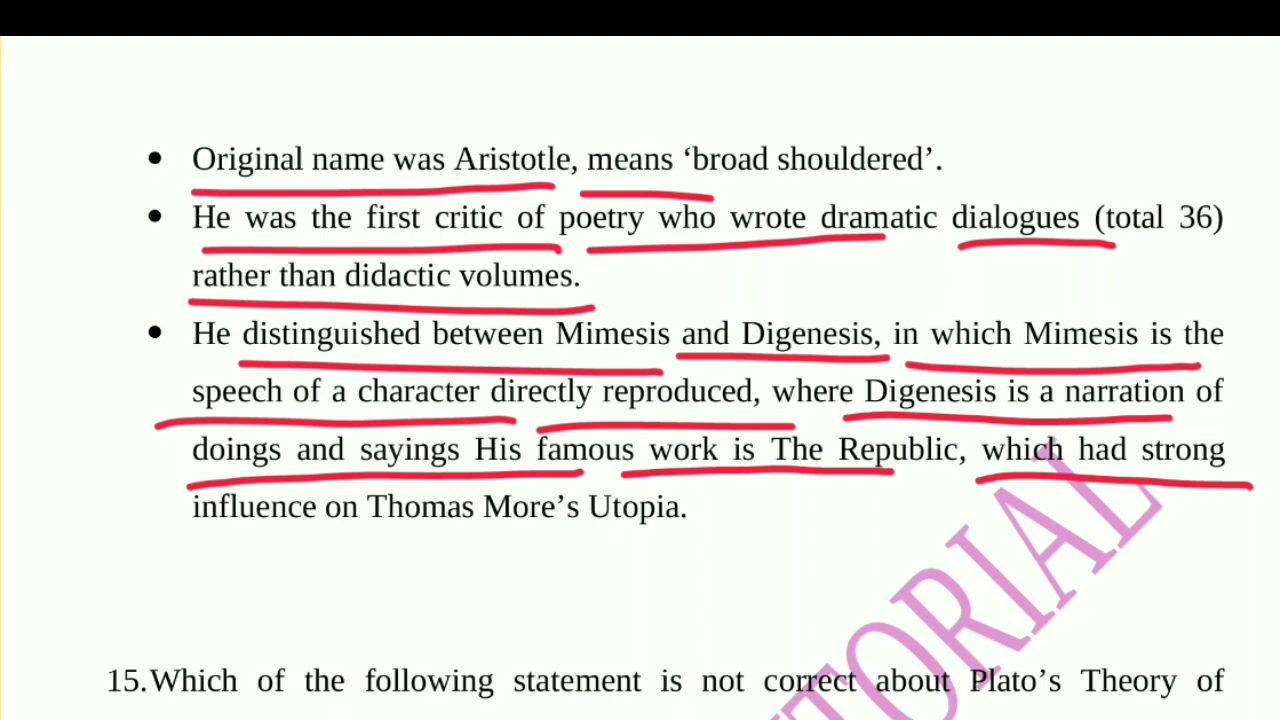 • Original name was Aristotle, means ‘broad shouldered’.
• He was the first critic of poetry who wrote dramatic dialogues (total 36)
rather than didactic volumes.
• He distinguished between Mimesis and Digenesis, in which Mimesis is the
speech of a character directly reproduced, where Digenesis is a narration of
doings and sayings His famous work is The Republic, which had strong
influence on Thomas More’s Utopia.
15.Which of the following statement is not correct about Plato’s Theory of